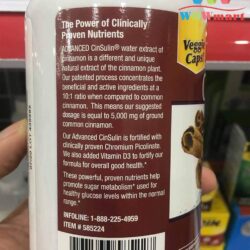 The Power of Clinically
Proven Nutrients
ADVANCED CinSulin® water extract of
cinnamon is a different and unique
natural extract of the cinnamon plant.
Our patented process concentrates the
beneficial and active ingredients at a
10:1 ratio when compared to common
cinnamon. This means our suggested
dosage is equal to 5,000 mg of ground
common cinnamon.
Our Advanced CinSulin is fortified with
clinically proven Chromium Picolinate.
We also added Vitamin D3 to fortify our
formula for overall good health.*
These powerful, proven nutrients help
promote sugar metabolism* used for
healthy glucose levels within the normal
range.*
INFOLINE: 1-888-225-4959
ITEM # 585224
Veggie
Caps